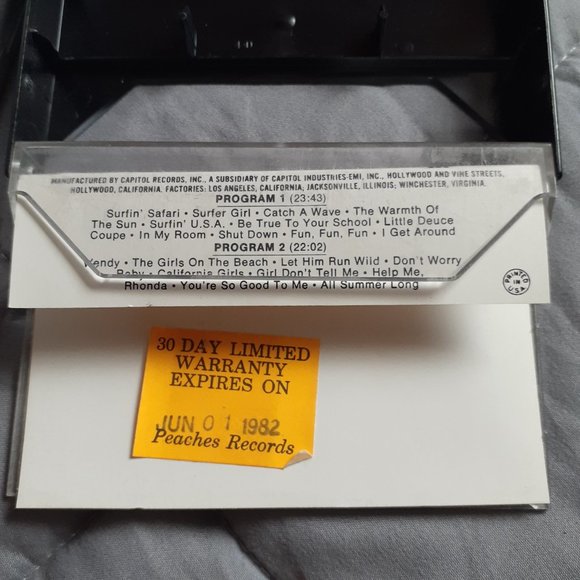 MANUFACTURED BY CAPITOL RECORDS, INC., A SUBSIDIARY OF CAPITOL INDUSTRIES-EMI, INC., HOLLYWOOD AND VINE STREETS,
HOLLYWOOD, CALIFORNIA. FACTORIES: LOS ANGELES, CALIFORNIA; JACKSONVILLE, ILLINOIS; WINCHESTER, VIRGINIA.
PROGRAM 1 (23:43)
Surfin' Safari • Surfer Girl • Catch A Wave • The Warmth Of
The Sun • Surfin' U.S.A. • Be True To Your School • Little Deuce
Coupe • In My Room • Shut Down • Fun, Fun, Fun • I Get Around
PROGRAM 2 (22:02)
Wendy • The Girls On The Beach • Let Him Run Wild • Don't Worry
Baby • California Girls • Girl Don't Tell Me • Help Me,
Rhonda • You're So Good To Me • All Summer Long
PRINTED IN U.S.A.
30 DAY LIMITED
WARRANTY
EXPIRES ON
JUN 01 1982
Peaches Records